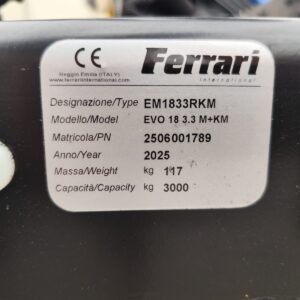 CE
Ferrari
international
Reggio Emilia (ITALY)
www.ferrariinternational.com
Designazione/Type EM1833RKM
Modello/Model EVO 18 3.3 M+KM
Matricola/PN 2506001789
Anno/Year 2025
Massa/Weight kg 117
Capacità/Capacity kg 3000